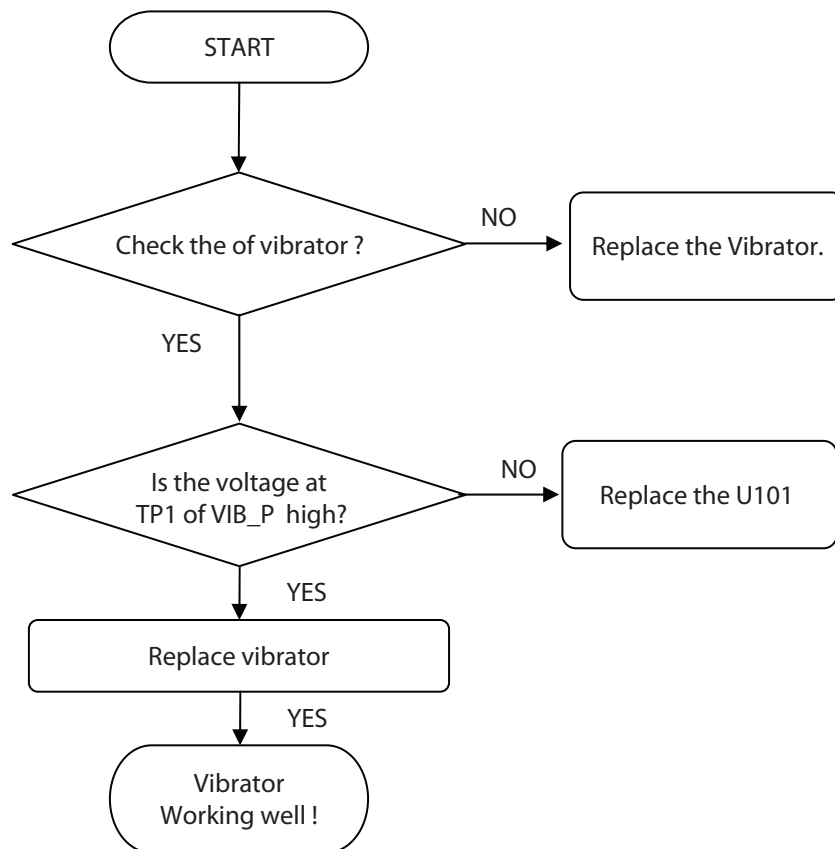 START
Check the of vibrator ?
NO
Replace the Vibrator.
YES
Is the voltage at
TP1 of VIB_P high?
NO
Replace the U101
YES
Replace vibrator
YES
Vibrator
Working well !